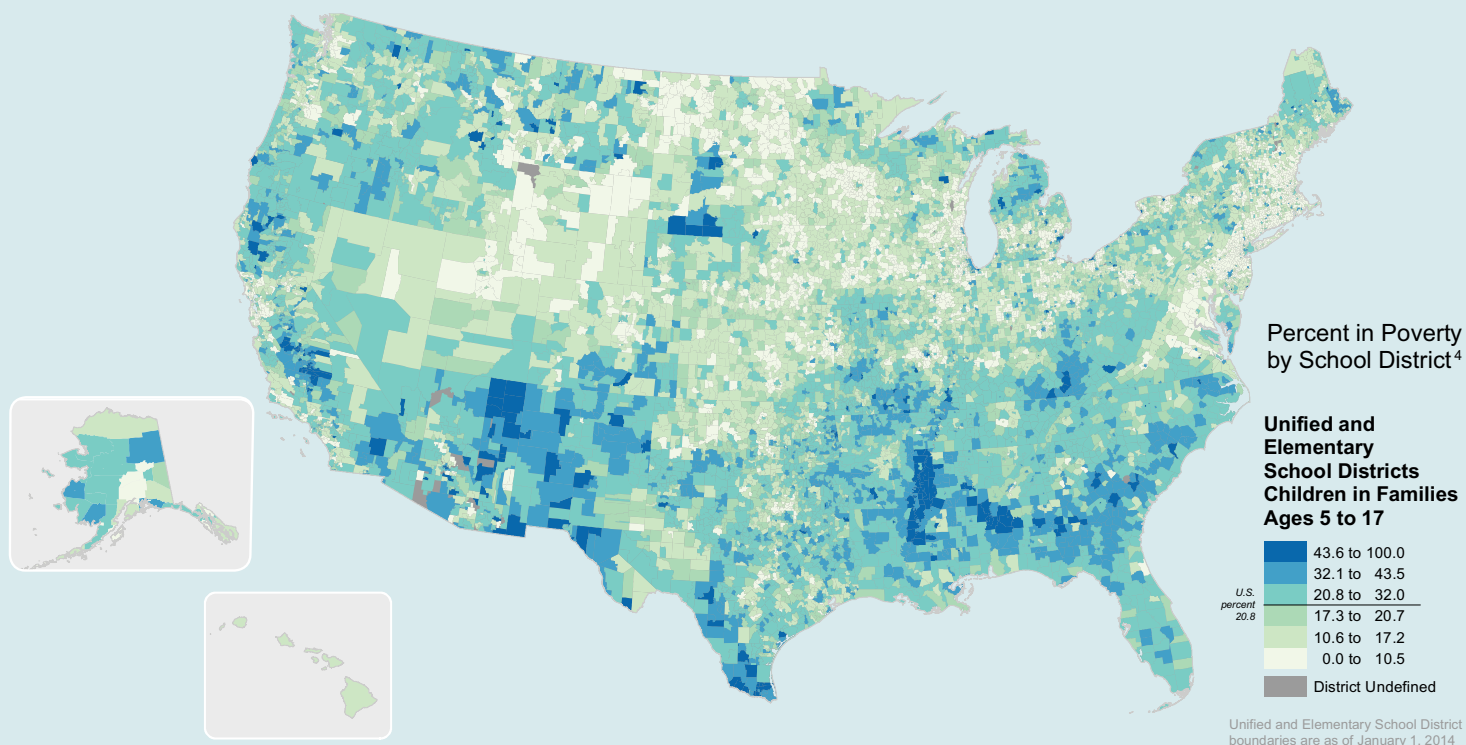 Percent in Poverty
by School District⁴
Unified and
Elementary
School Districts
Children in Families
Ages 5 to 17
43.6 to 100.0
32.1 to 43.5
20.8 to 32.0
U.S.
percent
20.8
17.3 to 20.7
10.6 to 17.2
0.0 to 10.5
District Undefined
Unified and Elementary School District
boundaries are as of January 1, 2014